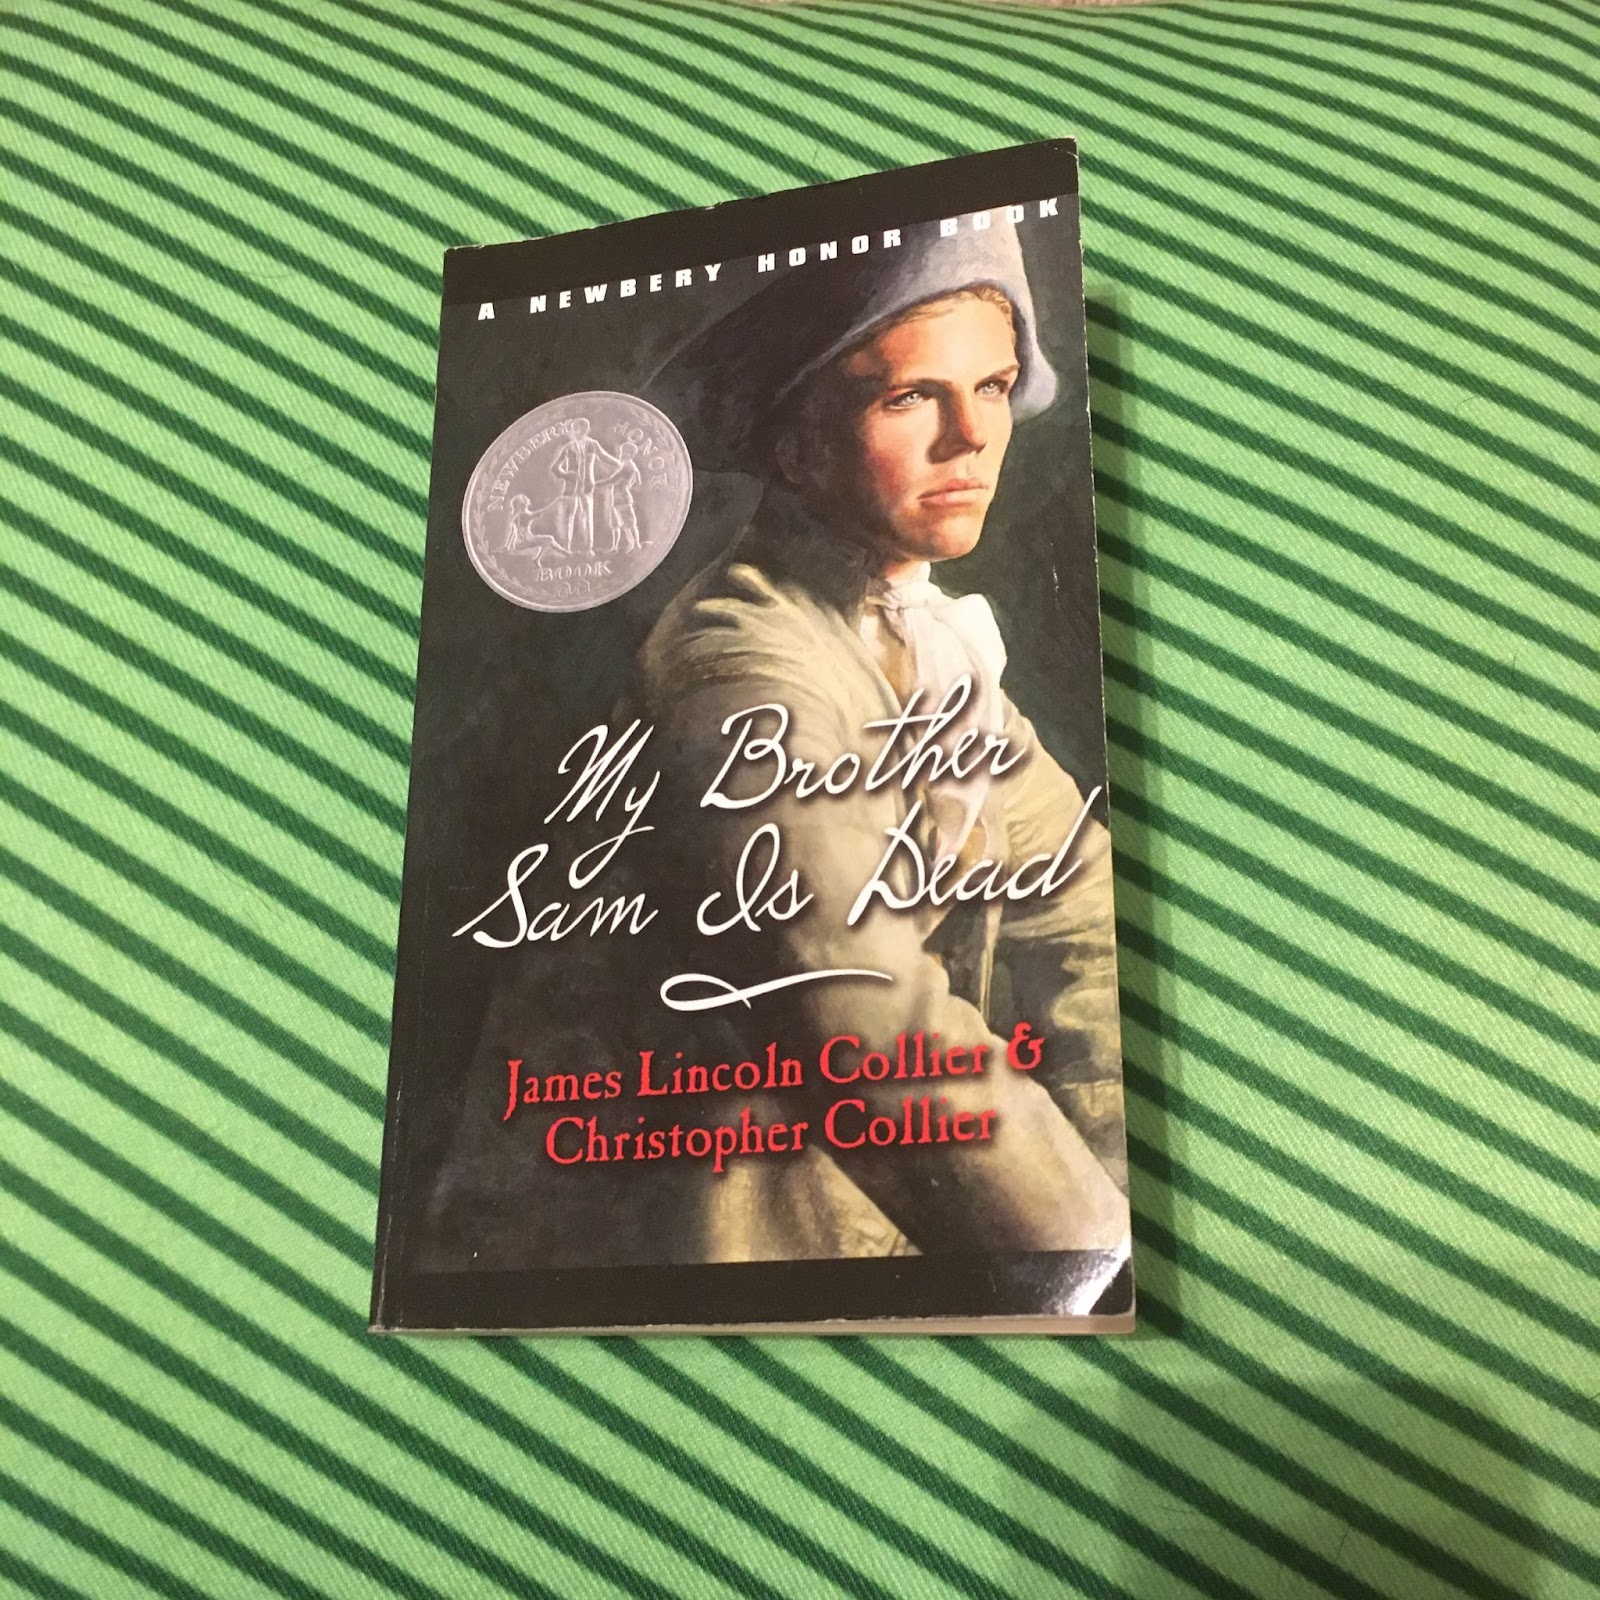 A NEWBERY HONOR BOOK
NEWBERY HONOR
BOOK
My Brother
Sam Is Dead
James Lincoln Collier &
Christopher Collier